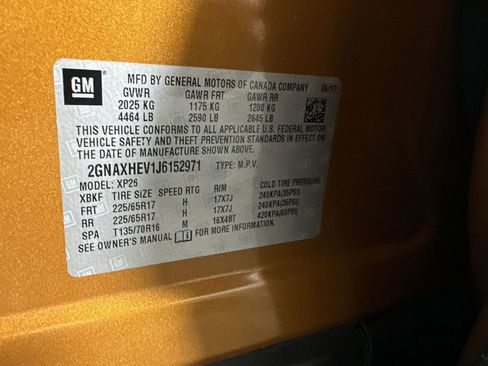 GM
MFD BY GENERAL MOTORS OF CANADA COMPANY 06/17
GVWR GAWR FRT GAWR RR
2025 KG 1175 KG 1200 KG
4464 LB 2590 LB 2645 LB
THIS VEHICLE CONFORMS TO ALL APPLICABLE U.S. FEDERAL MOTOR
VEHICLE SAFETY AND THEFT PREVENTION STANDARDS IN EFFECT ON
THE DATE OF MANUFACTURE SHOWN ABOVE.
2GNAXHEV1J6152971 TYPE: M.P.V.
MODEL: XP26
XBKF TIRE SIZE SPEED RTG RIM COLD TIRE PRESSURE
FRT 225/65R17 H 17X7J 240KPA(35PSI)
RR 225/65R17 H 17X7J 240KPA(35PSI)
SPA T135/70R16 M 16X4BT 420KPA(60PSI)
SEE OWNER'S MANUAL FOR MORE INFORMATION.